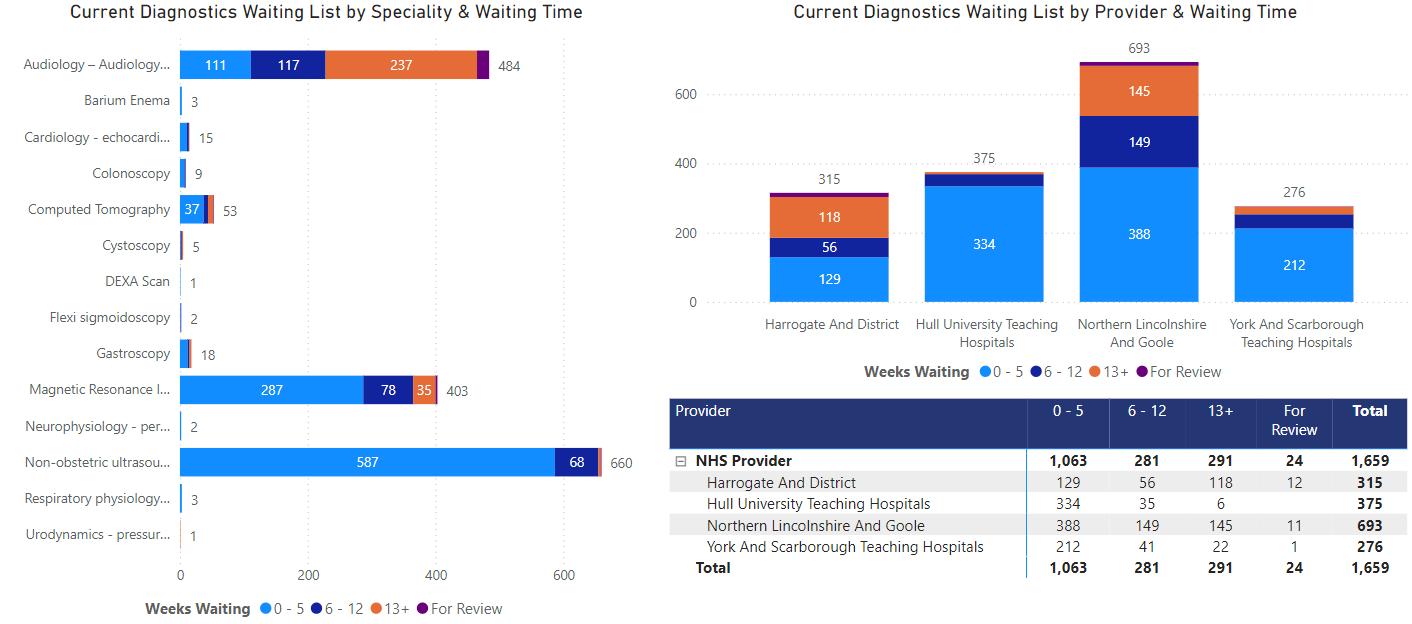 Current Diagnostics Waiting List by Speciality & Waiting Time
Audiology – Audiology... 111 117 237 484
Barium Enema 3
Cardiology - echocardi... 15
Colonoscopy 9
Computed Tomography 37 53
Cystoscopy 5
DEXA Scan 1
Flexi sigmoidoscopy 2
Gastroscopy 18
Magnetic Resonance I... 287 78 35 403
Neurophysiology - per... 2
Non-obstetric ultrasou... 587 68 660
Respiratory physiology... 3
Urodynamics - pressur... 1
0 200 400 600
Weeks Waiting 0 - 5 6 - 12 13+ For Review
Current Diagnostics Waiting List by Provider & Waiting Time
693
600 145
149
400 375
315
276
118
200 56 334 388 212
129
0
Harrogate And District Hull University Teaching Northern Lincolnshire York And Scarborough
Hospitals And Goole Teaching Hospitals
Weeks Waiting 0 - 5 6 - 12 13+ For Review
Provider 0 - 5 6 - 12 13+ For Total
Review
NHS Provider 1,063 281 291 24 1,659
Harrogate And District 129 56 118 12 315
Hull University Teaching Hospitals 334 35 6 375
Northern Lincolnshire And Goole 388 149 145 11 693
York And Scarborough Teaching Hospitals 212 41 22 1 276
Total 1,063 281 291 24 1,659